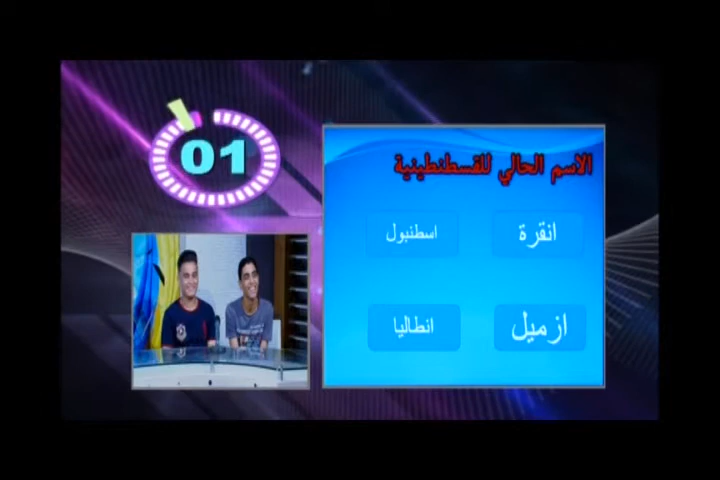 01
الاسم الحالي للقسطنطينية
انقرة
اسطنبول
ازميل
انطاليا